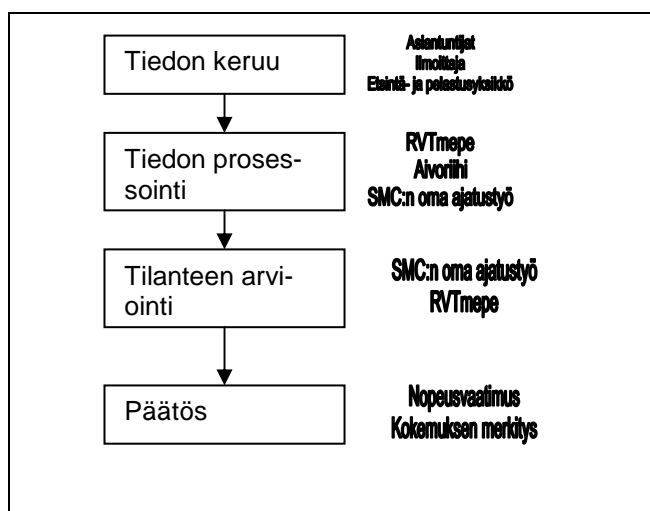 Tiedon keruu
Asiantuntijat
Ilmoittaja
Etsintä- ja pelastusyksikkö
Tiedon proses-
sointi
RVTmepe
Aivoriihi
SMC:n oma ajatustyö
Tilanteen arvi-
ointi
SMC:n oma ajatustyö
RVTmepe
Päätös
Nopeusvaatimus
Kokemuksen merkitys